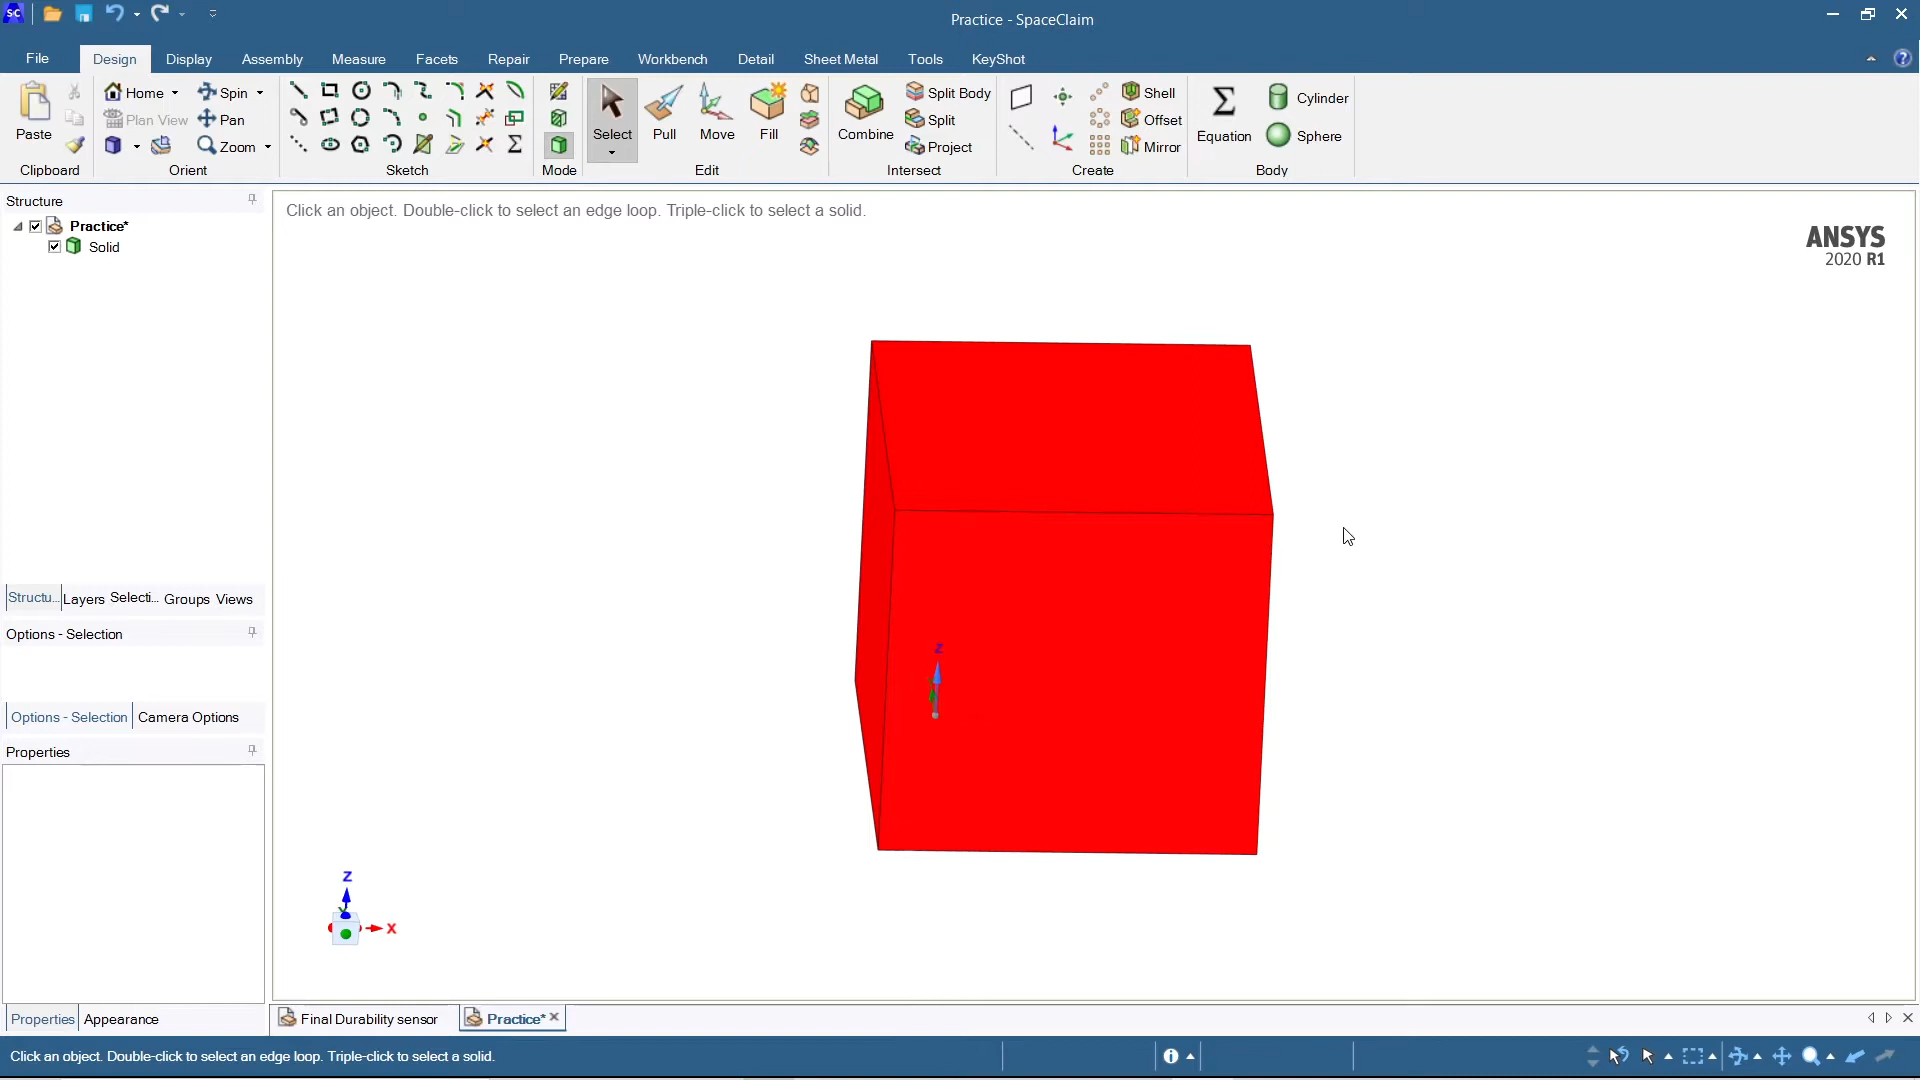 Practice - SpaceClaim
File Design Display Assembly Measure Facets Repair Prepare Workbench Detail Sheet Metal Tools KeyShot
Paste
Clipboard
Home Spin
Plan View Pan
Zoom
Orient
Sketch
Mode
Select Pull Move Fill
Edit
Combine
Split Body
Split
Project
Intersect
Shell
Offset
Mirror
Create
Equation
Cylinder
Sphere
Body
Structure
Practice*
Solid
Structu... Layers Selecti... Groups Views
Options - Selection
Options - Selection Camera Options
Properties
Properties Appearance
Click an object. Double-click to select an edge loop. Triple-click to select a solid.
ANSYS
2020 R1
Z
Z
X
Final Durability sensor Practice*
Click an object. Double-click to select an edge loop. Triple-click to select a solid.